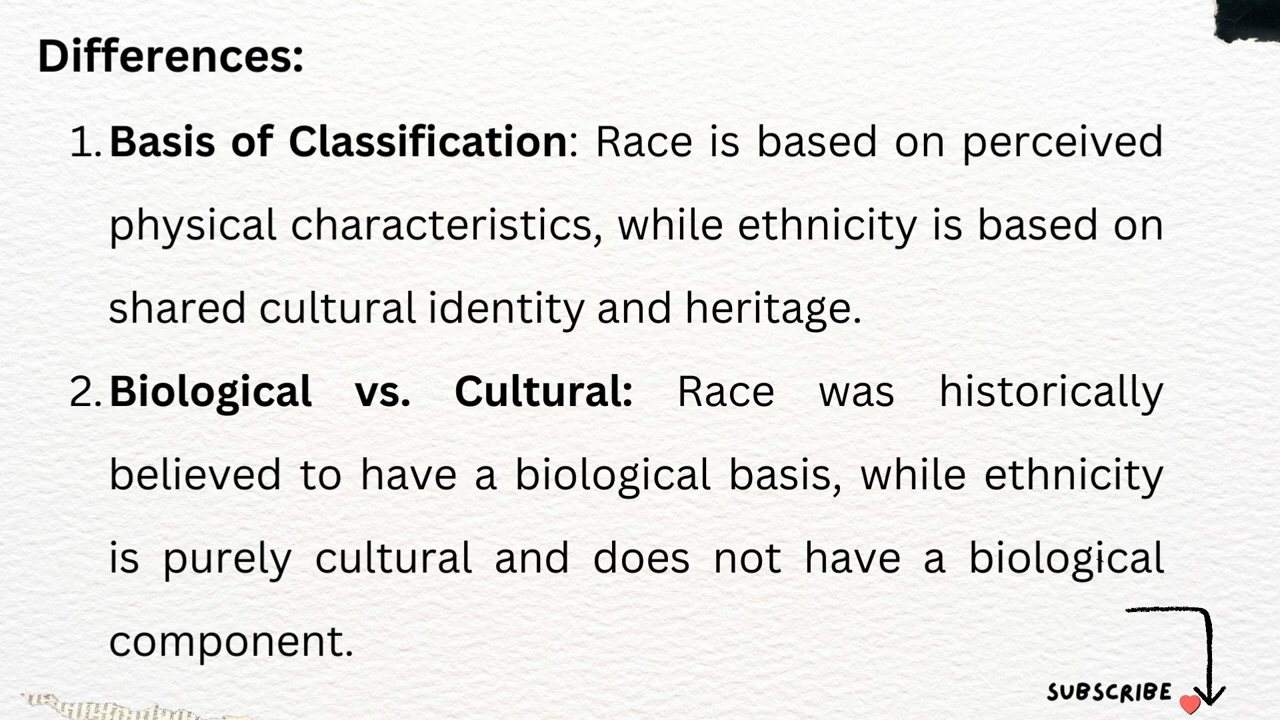 Differences:
1. Basis of Classification: Race is based on perceived
physical characteristics, while ethnicity is based on
shared cultural identity and heritage.
2. Biological vs. Cultural: Race was historically
believed to have a biological basis, while ethnicity
is purely cultural and does not have a biological
component.
SUBSCRIBE